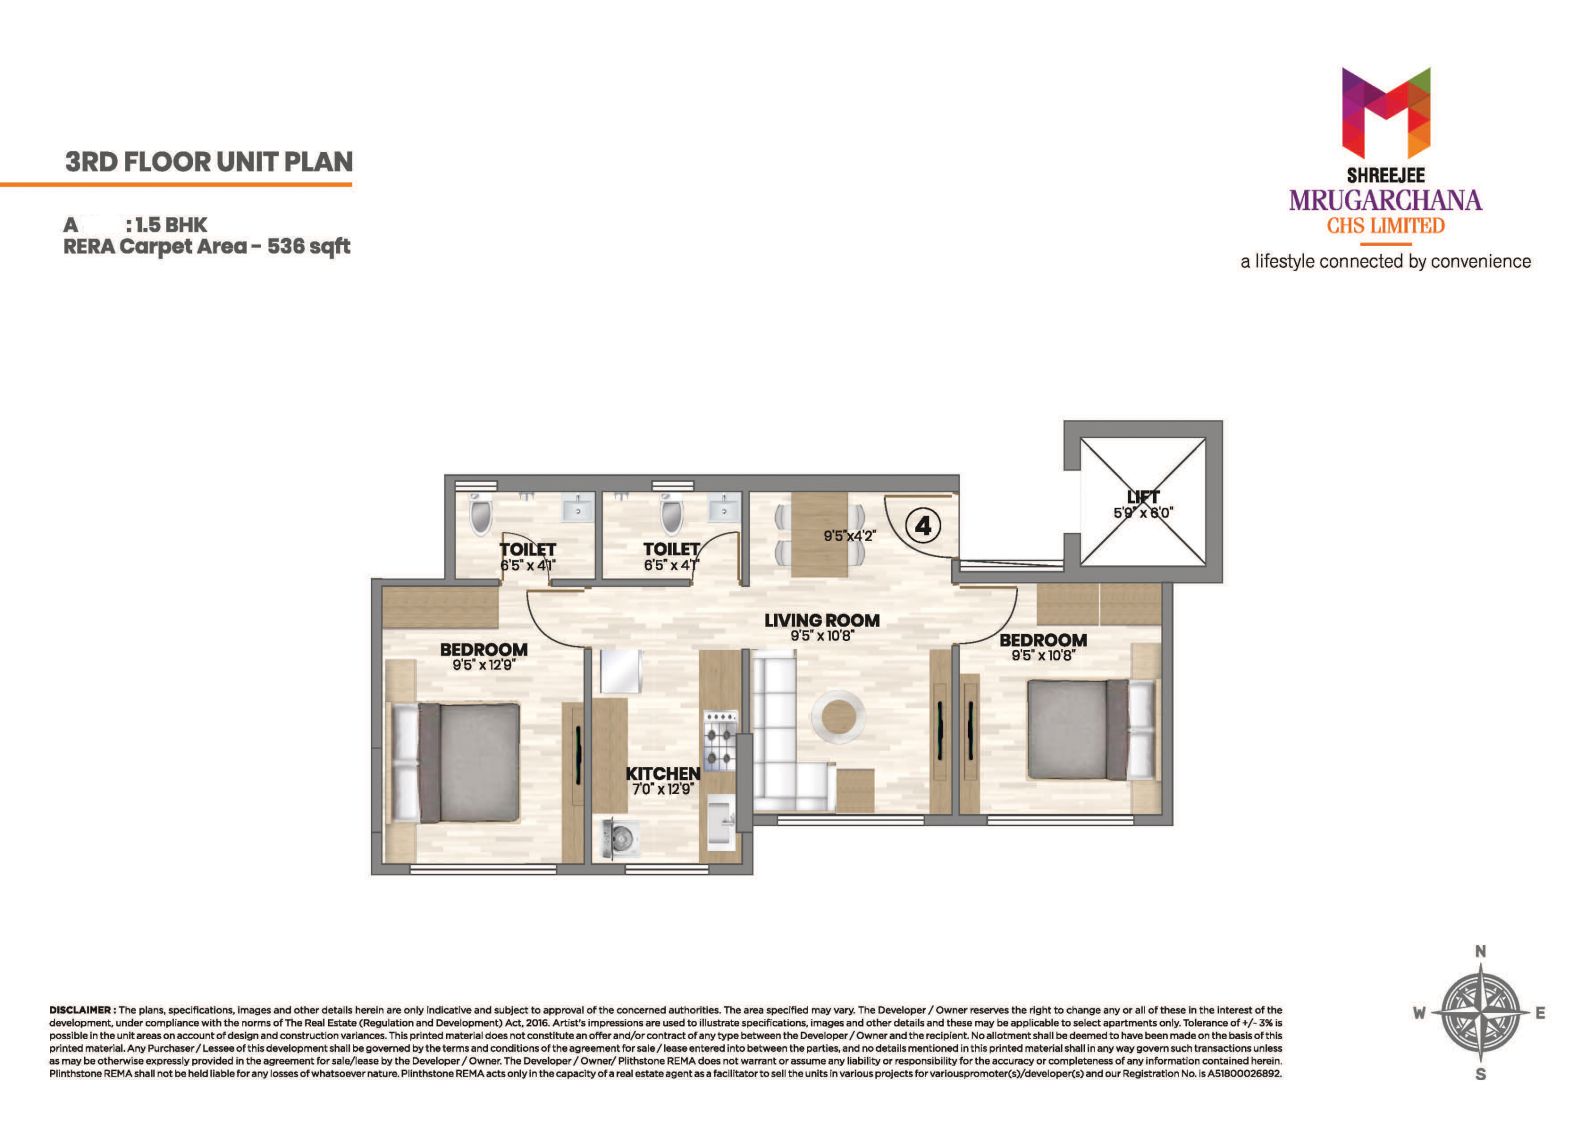 3RD FLOOR UNIT PLAN
A : 1.5 BHK
RERA Carpet Area - 536 sqft
SHREEJEE
MRUGARCHANA
CHS LIMITED
a lifestyle connected by convenience
LIFT
5'9" x 6'0"
4
9'5"x4'2"
TOILET
6'5" x 4'1"
TOILET
6'5" x 4'1"
LIVING ROOM
9'5" x 10'8"
BEDROOM
9'5" x 12'9"
BEDROOM
9'5" x 10'8"
KITCHEN
7'0" x 12'9"
N
W E
S
DISCLAIMER : The plans, specifications, images and other details herein are only indicative and subject to approval of the concerned authorities. The area specified may vary. The Developer / Owner reserves the right to change any or all of these in the interest of the
development, under compliance with the norms of The Real Estate (Regulation and Development) Act, 2016. Artist's impressions are used to illustrate specifications, images and other details and these may be applicable to select apartments only. Tolerance of +/- 3% is
possible in the unit areas on account of design and construction variances. This printed material does not constitute an offer and/or contract of any type between the Developer / Owner and the recipient. No allotment shall be deemed to have been made on the basis of this
printed material. Any Purchaser / Lessee of this development shall be governed by the terms and conditions of the agreement for sale / lease entered into between the parties, and no details mentioned in this printed material shall in any way govern such transactions unless
as may be otherwise expressly provided in the agreement for sale/lease by the Developer / Owner. The Developer / Owner/ Plithstone REMA does not warrant or assume any liability or responsibility for the accuracy or completeness of any information contained herein.
Plinthstone REMA shall not be held liable for any losses of whatsoever nature. Plinthstone REMA acts only in the capacity of a real estate agent as a facilitator to sell the units in various projects for variouspromoter(s)/developer(s) and our Registration No. is A51800026892.